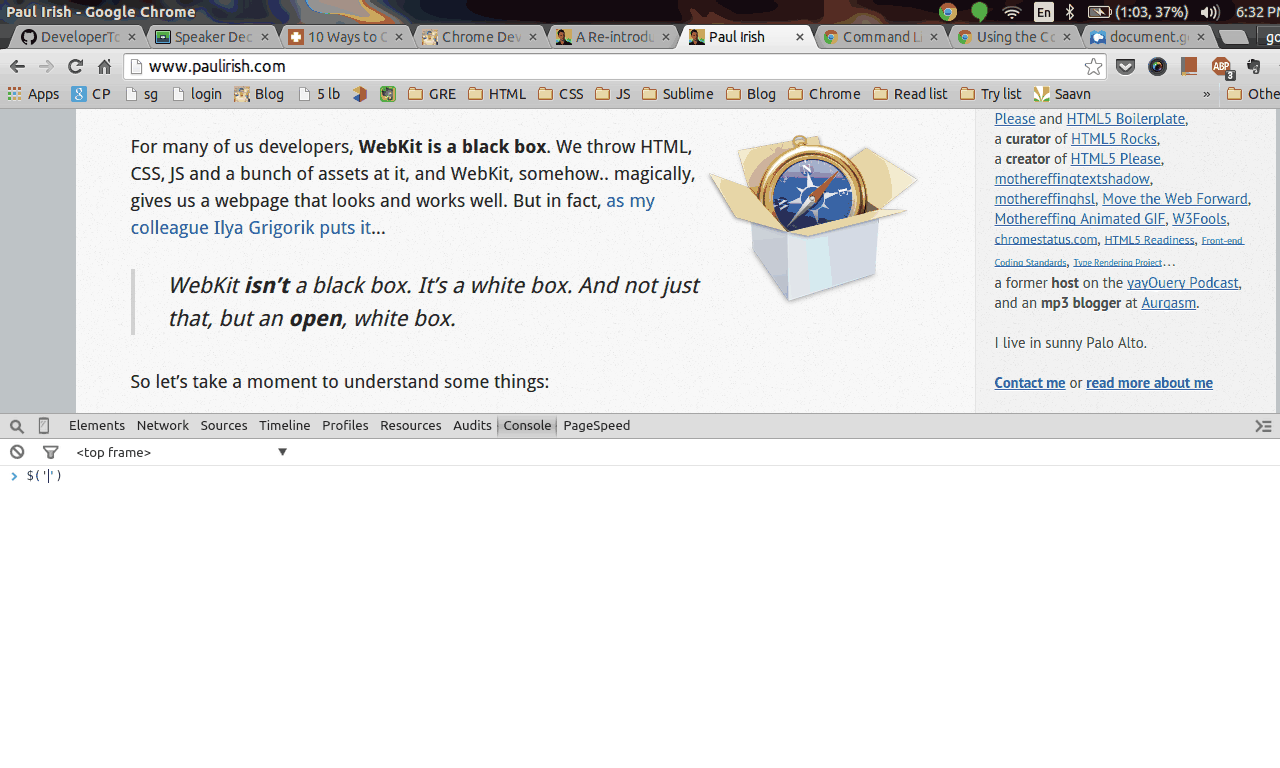 Paul Irish - Google Chrome
En (1:03, 37%) 6:32 PM
DeveloperTo Speaker Dec 10 Ways to C Chrome Dev A Re-introdu Paul Irish Command Li Using the Co document.ge go
www.paulirish.com ABP 3
Apps CP sg login Blog 5 lb GRE HTML CSS JS Sublime Blog Chrome Read list Try list Saavn » Othe
For many of us developers, WebKit is a black box. We throw HTML,
CSS, JS and a bunch of assets at it, and WebKit, somehow.. magically,
gives us a webpage that looks and works well. But in fact, as my
colleague Ilya Grigorik puts it...
WebKit isn't a black box. It's a white box. And not just
that, but an open, white box.
So let's take a moment to understand some things:
N
Please and HTML5 Boilerplate,
a curator of HTML5 Rocks,
a creator of HTML5 Please,
mothereffingtextshadow,
mothereffinghsl, Move the Web Forward,
Mothereffing Animated GIF, W3Fools,
chromestatus.com, HTML5 Readiness, Front-end
Coding Standards, Type Rendering Project...
a former host on the yayQuery Podcast,
and an mp3 blogger at Aurgasm.
I live in sunny Palo Alto.
Contact me or read more about me
Elements Network Sources Timeline Profiles Resources Audits Console PageSpeed
<top frame>
> $('')